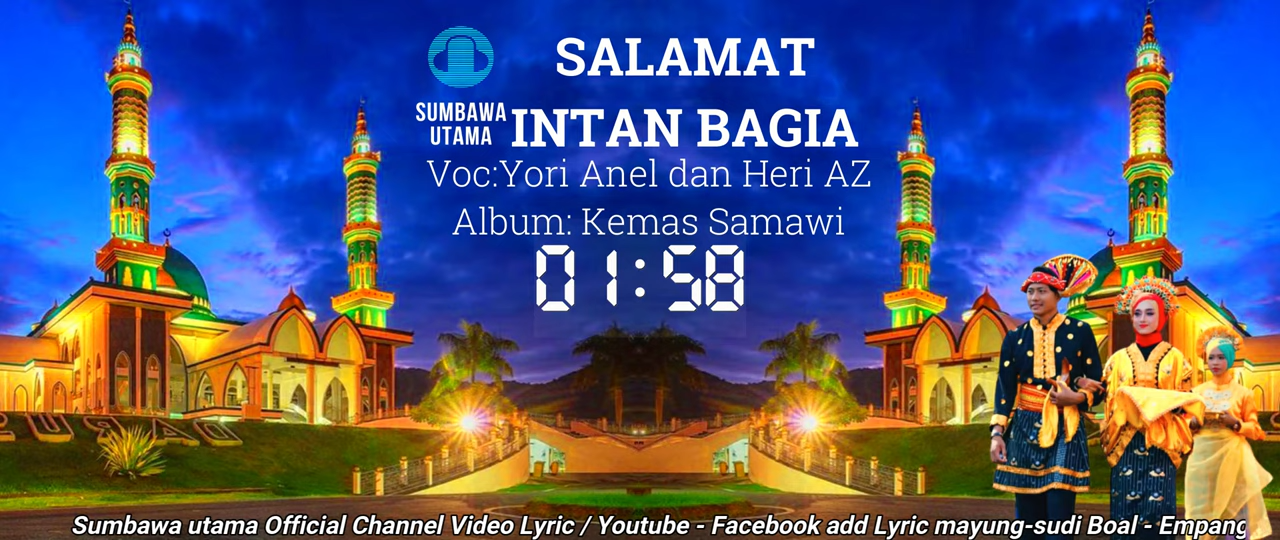 SALAMAT
INTAN BAGIA
SUMBAWA
UTAMA
Voc:Yori Anel dan Heri AZ
Album: Kemas Samawi
01:58
Sumbawa utama Official Channel Video Lyric / Youtube - Facebook add Lyric mayung-sudi Boal - Empang